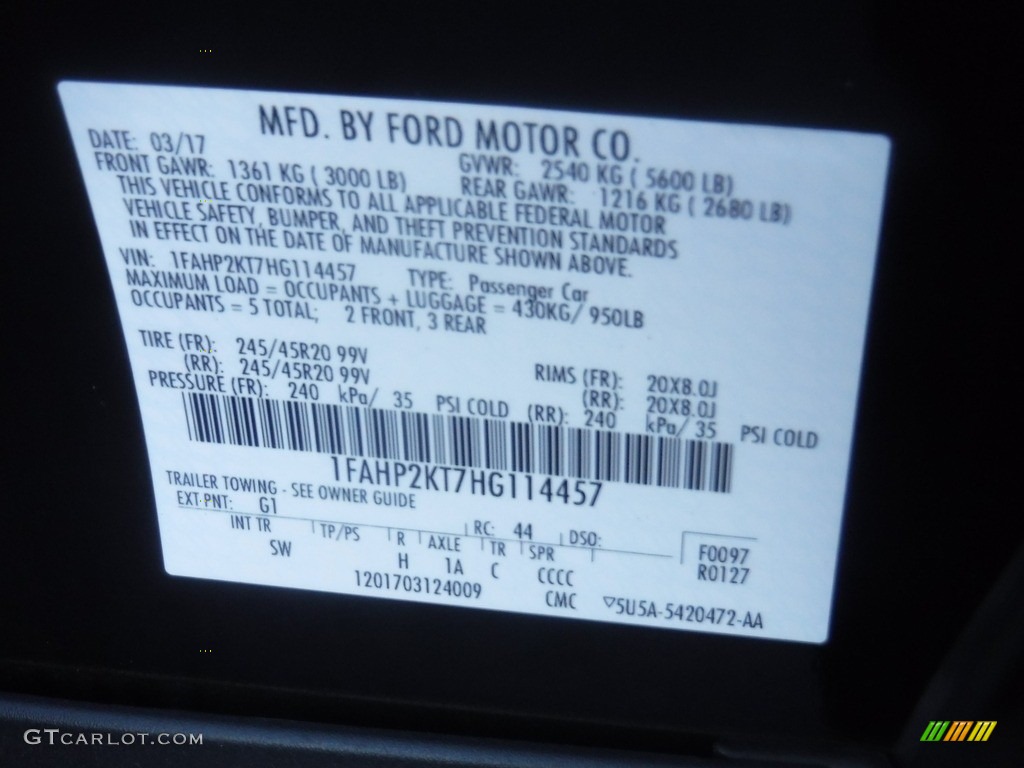 MFD. BY FORD MOTOR CO.
DATE: 03/17 GVWR: 2540 KG ( 5600 LB)
FRONT GAWR: 1361 KG ( 3000 LB) REAR GAWR: 1216 KG ( 2680 LB)
THIS VEHICLE CONFORMS TO ALL APPLICABLE FEDERAL MOTOR
VEHICLE SAFETY, BUMPER, AND THEFT PREVENTION STANDARDS
IN EFFECT ON THE DATE OF MANUFACTURE SHOWN ABOVE.
VIN: 1FAHP2KT7HG114457 TYPE: Passenger Car
MAXIMUM LOAD = OCCUPANTS + LUGGAGE = 430KG/ 950LB
OCCUPANTS = 5 TOTAL; 2 FRONT, 3 REAR
TIRE (FR): 245/45R20 99V RIMS (FR): 20X8.0J
(RR): 245/45R20 99V (RR): 20X8.0J
PRESSURE (FR): 240 kPa/ 35 PSI COLD (RR): 240 kPa/ 35 PSI COLD
1FAHP2KT7HG114457
TRAILER TOWING - SEE OWNER GUIDE
EXT PNT: G1 RC: 44 DSO:
INT TR TP/PS R AXLE TR SPR F0097
SW H 1A C CCCC R0127
1201703124009 CMC ▽5U5A-5420472-AA
GTCARLOT.COM